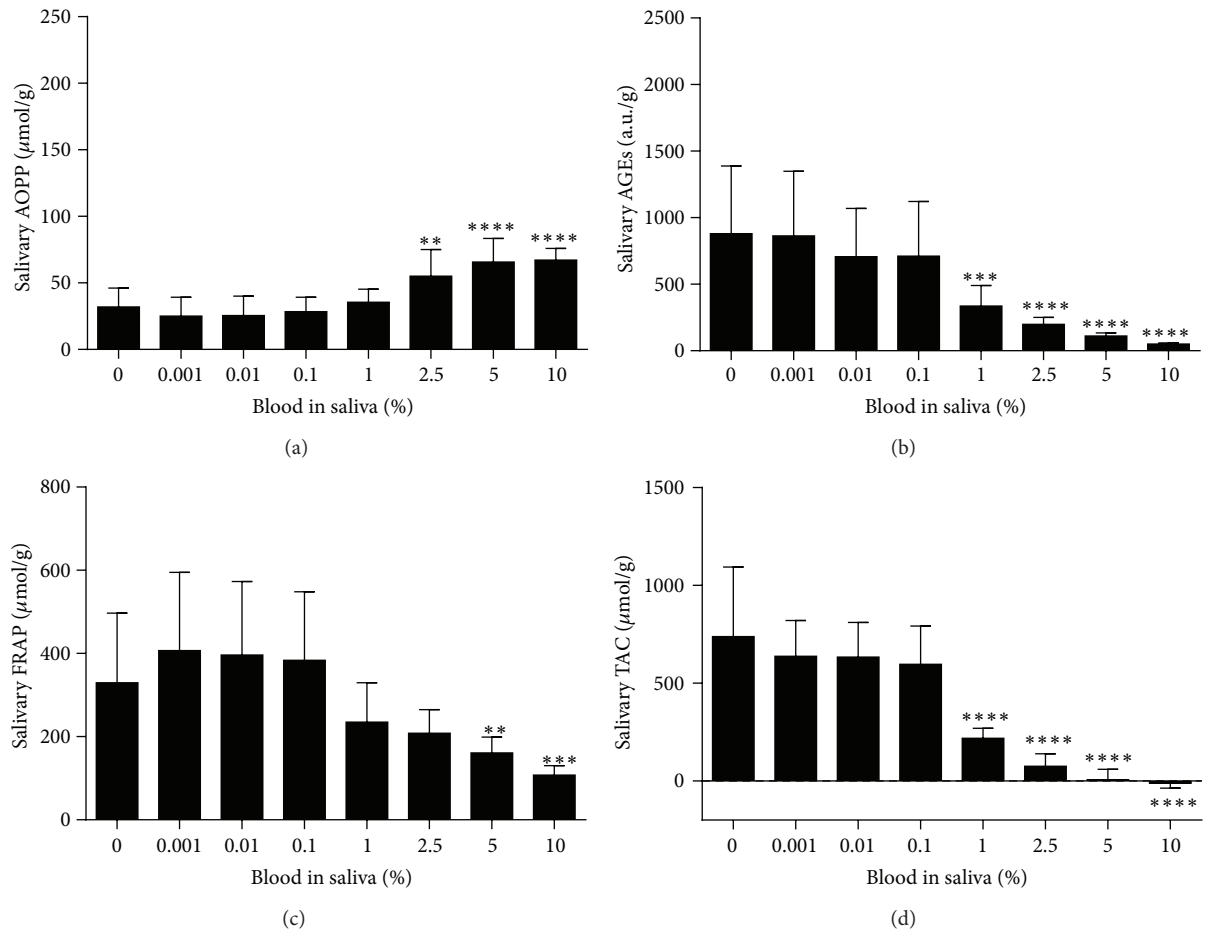 250
200
150
100
50
0
Salivary AOPP (μmol/g)
**
****
****
0 0.001 0.01 0.1 1 2.5 5 10
Blood in saliva (%)
(a)
2500
2000
1500
1000
500
0
Salivary AGEs (a.u./g)
***
****
****
****
0 0.001 0.01 0.1 1 2.5 5 10
Blood in saliva (%)
(b)
800
600
400
200
0
Salivary FRAP (μmol/g)
**
***
0 0.001 0.01 0.1 1 2.5 5 10
Blood in saliva (%)
(c)
1500
1000
500
0
Salivary TAC (μmol/g)
****
****
****
****
0 0.001 0.01 0.1 1 2.5 5 10
Blood in saliva (%)
(d)